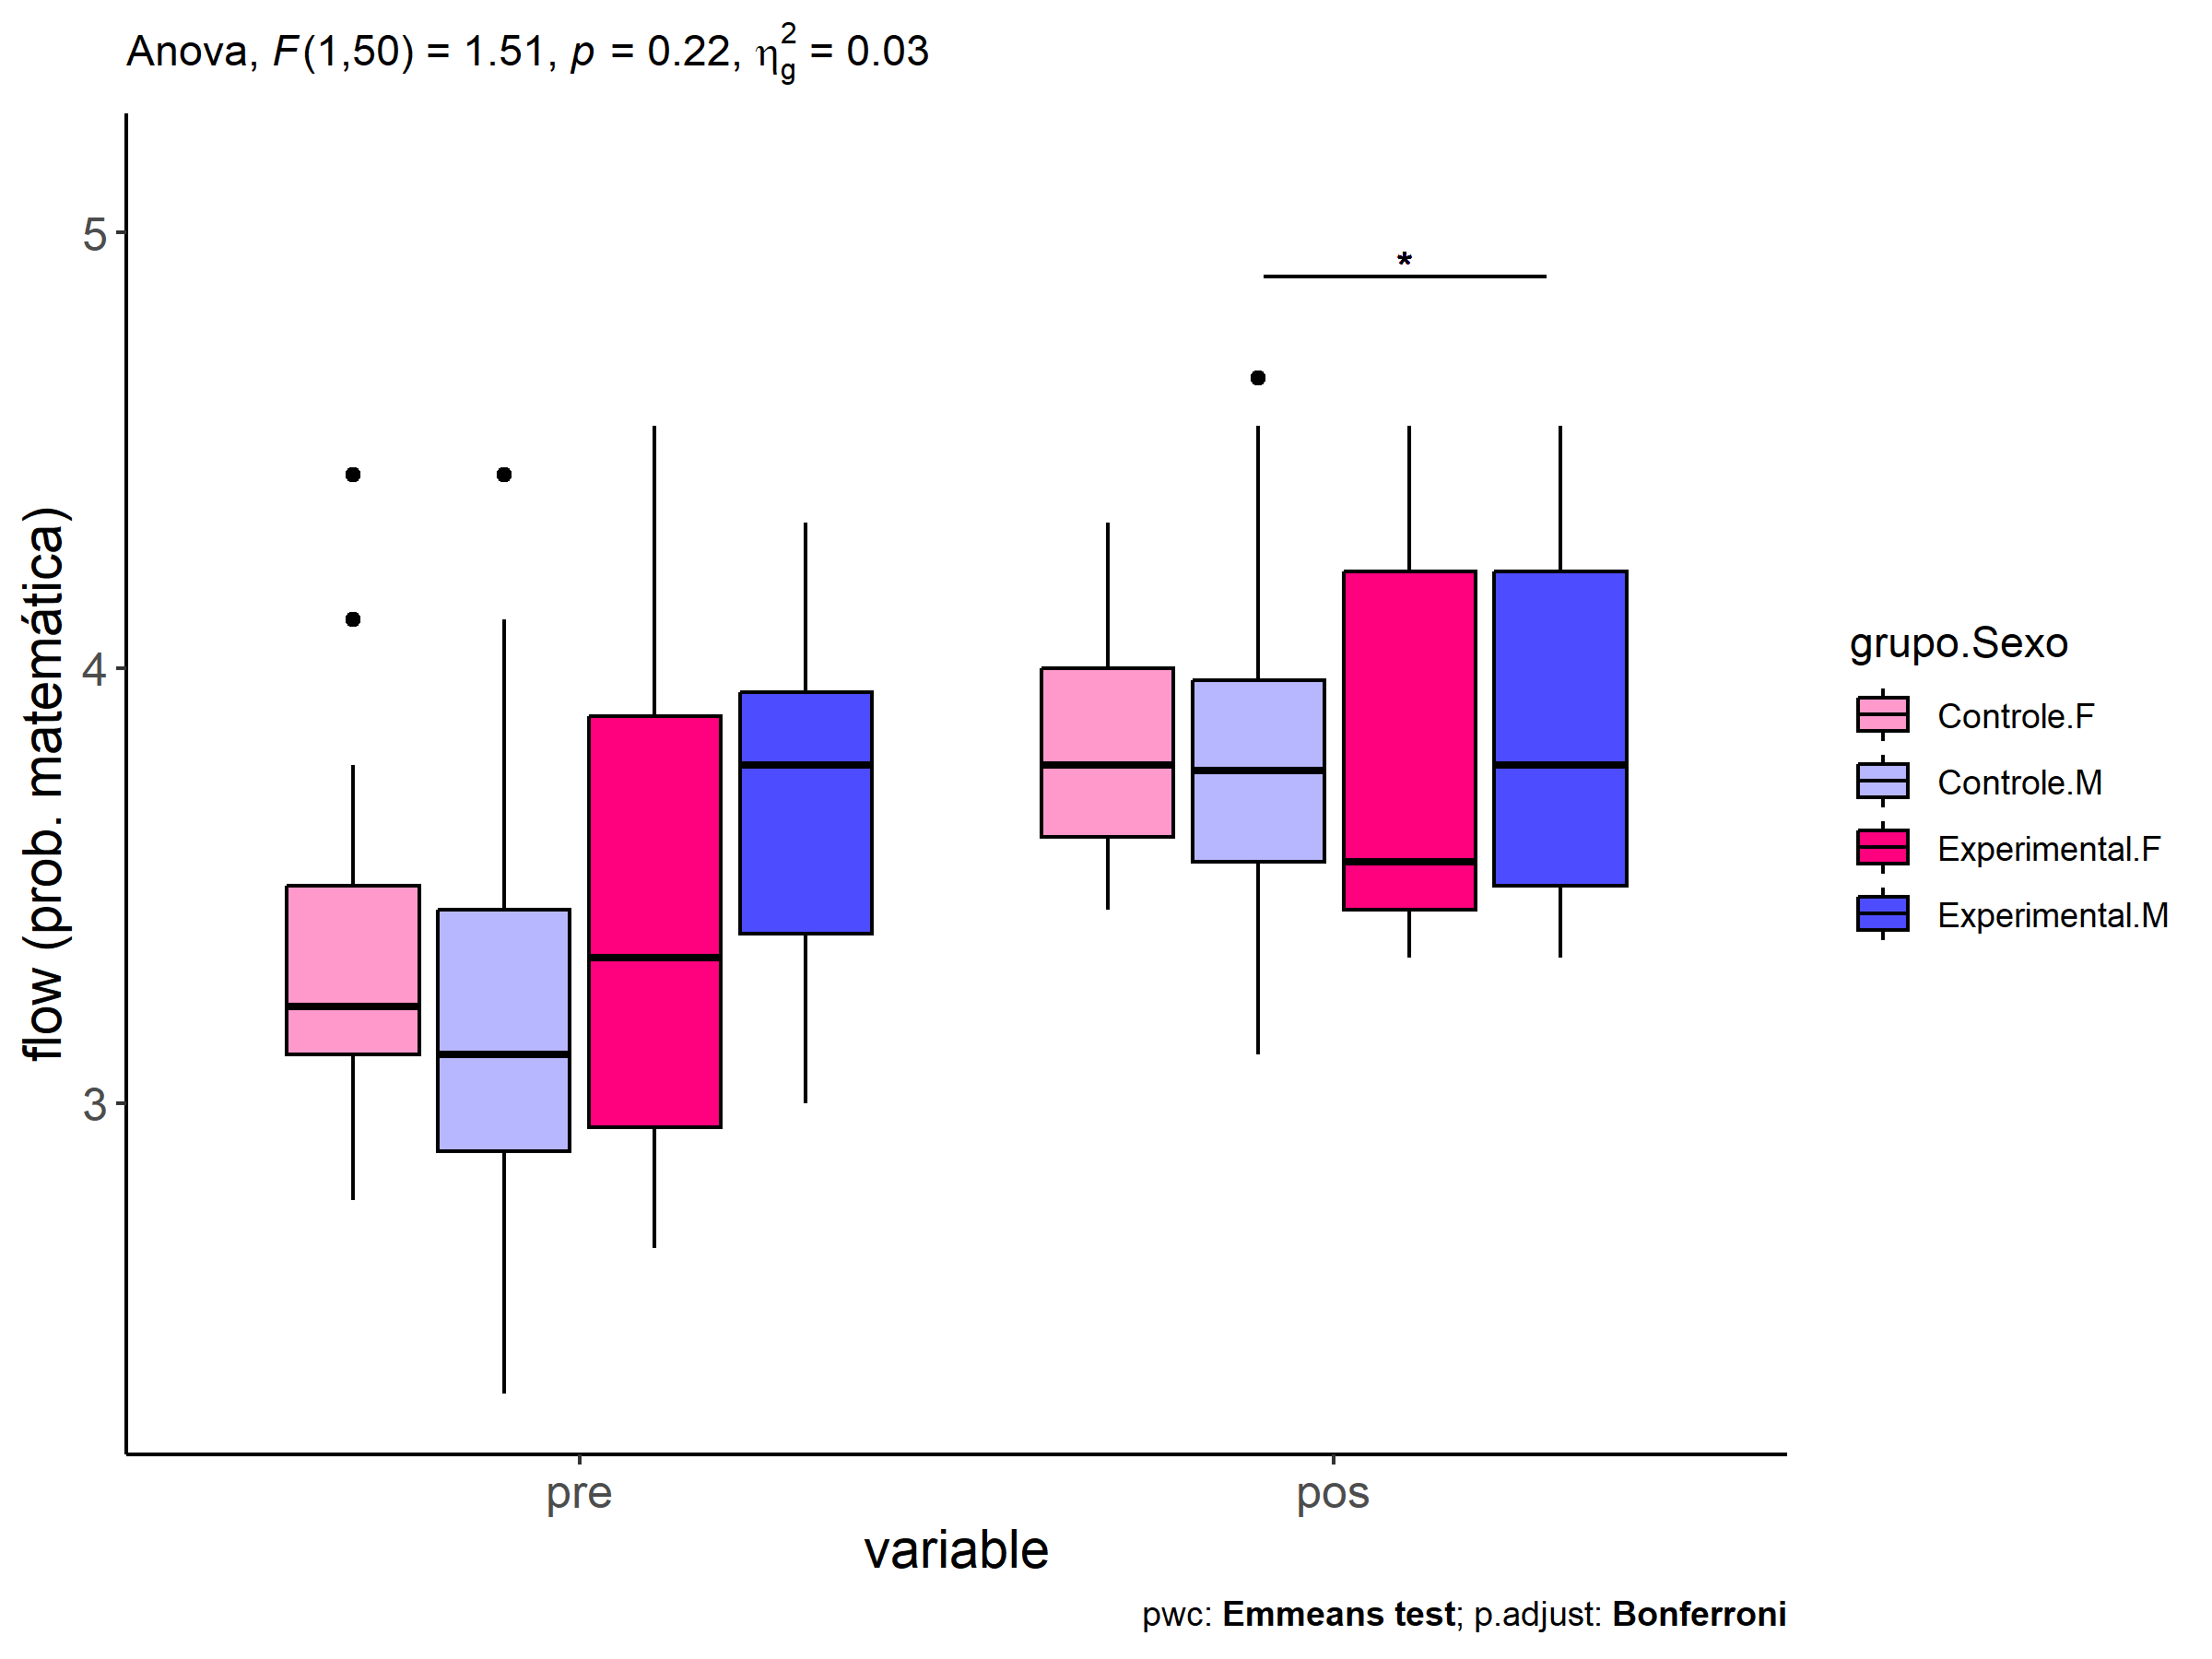 Anova, F(1,50) = 1.51, p = 0.22, η²g = 0.03
flow (prob. matemática)
5
4
3
*
pre
pos
variable
grupo.Sexo
Controle.F
Controle.M
Experimental.F
Experimental.M
pwc: Emmeans test; p.adjust: Bonferroni